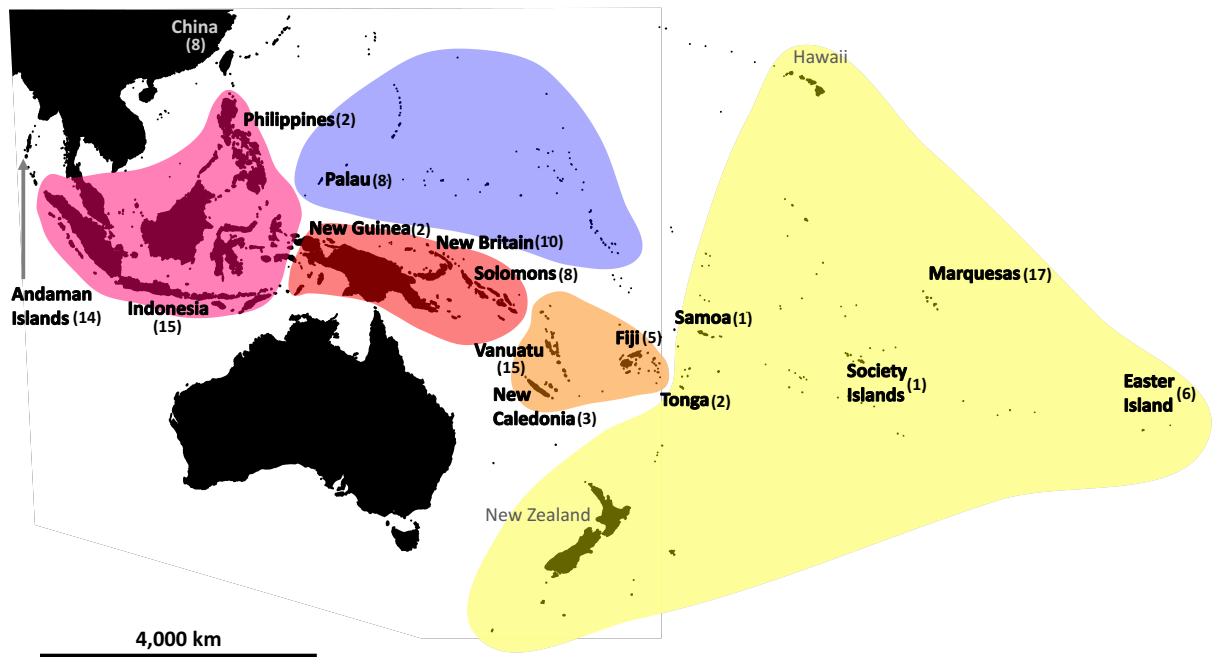 China
(8)
Hawaii
Philippines(2)
Palau(8)
New Guinea(2)
New Britain(10)
Solomons(8)
Marquesas(17)
Andaman
Islands(14)
Indonesia
(15)
Samoa(1)
Fiji(5)
Vanuatu
(15)
Society
Islands(1)
Easter
Island(6)
New
Caledonia(3)
Tonga(2)
New Zealand
4,000 km